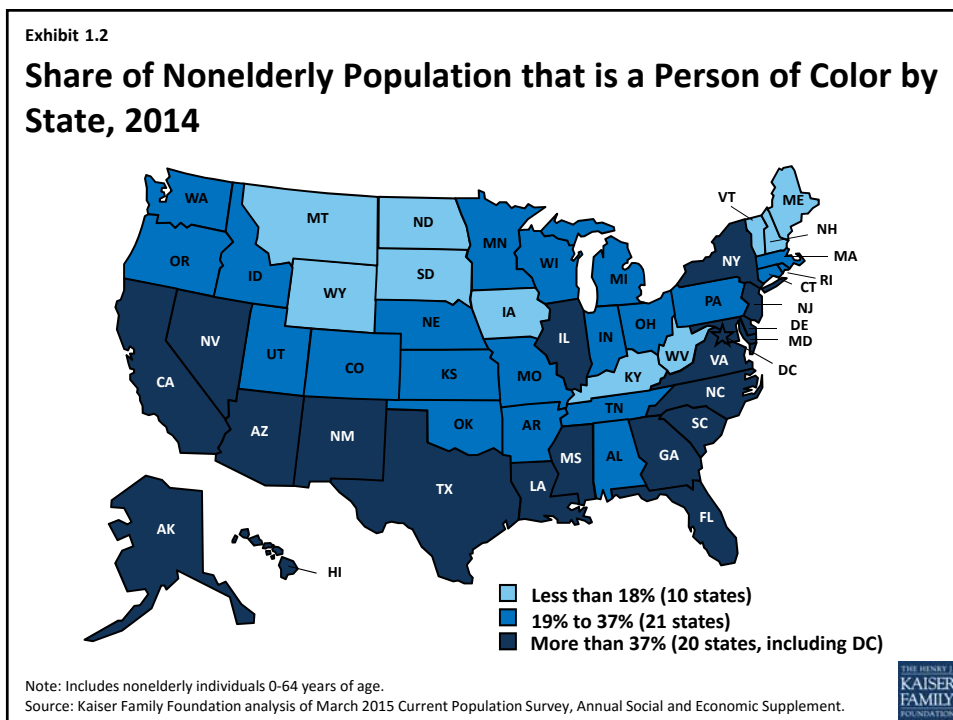 Exhibit 1.2
Share of Nonelderly Population that is a Person of Color by
State, 2014
WA
MT
ND
MN
VT
ME
NH
OR
ID
SD
WI
MI
NY
MA
RI
CT
WY
IA
PA
NJ
NE
OH
DE
NV
IL
IN
MD
UT
CO
WV
VA
DC
CA
KS
MO
KY
NC
TN
AZ
NM
OK
AR
SC
MS
AL
GA
TX
LA
FL
AK
HI
Less than 18% (10 states)
19% to 37% (21 states)
More than 37% (20 states, including DC)
Note: Includes nonelderly individuals 0-64 years of age.
Source: Kaiser Family Foundation analysis of March 2015 Current Population Survey, Annual Social and Economic Supplement.
THE HENRY J.
KAISER
FAMILY
FOUNDATION